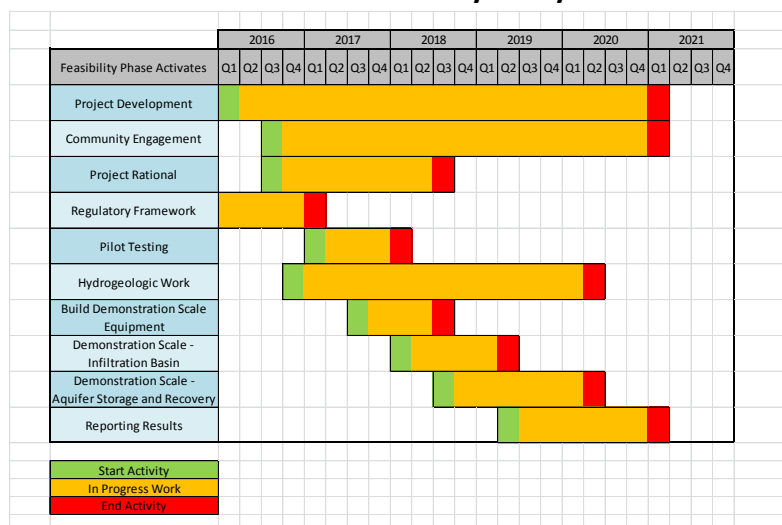 2016 2017 2018 2019 2020 2021
Feasibility Phase Activates Q1 Q2 Q3 Q4 Q1 Q2 Q3 Q4 Q1 Q2 Q3 Q4 Q1 Q2 Q3 Q4 Q1 Q2 Q3 Q4 Q1 Q2 Q3 Q4
Project Development
Community Engagement
Project Rational
Regulatory Framework
Pilot Testing
Hydrogeologic Work
Build Demonstration Scale
Equipment
Demonstration Scale -
Infiltration Basin
Demonstration Scale -
Aquifer Storage and Recovery
Reporting Results
Start Activity
In Progress Work
End Activity